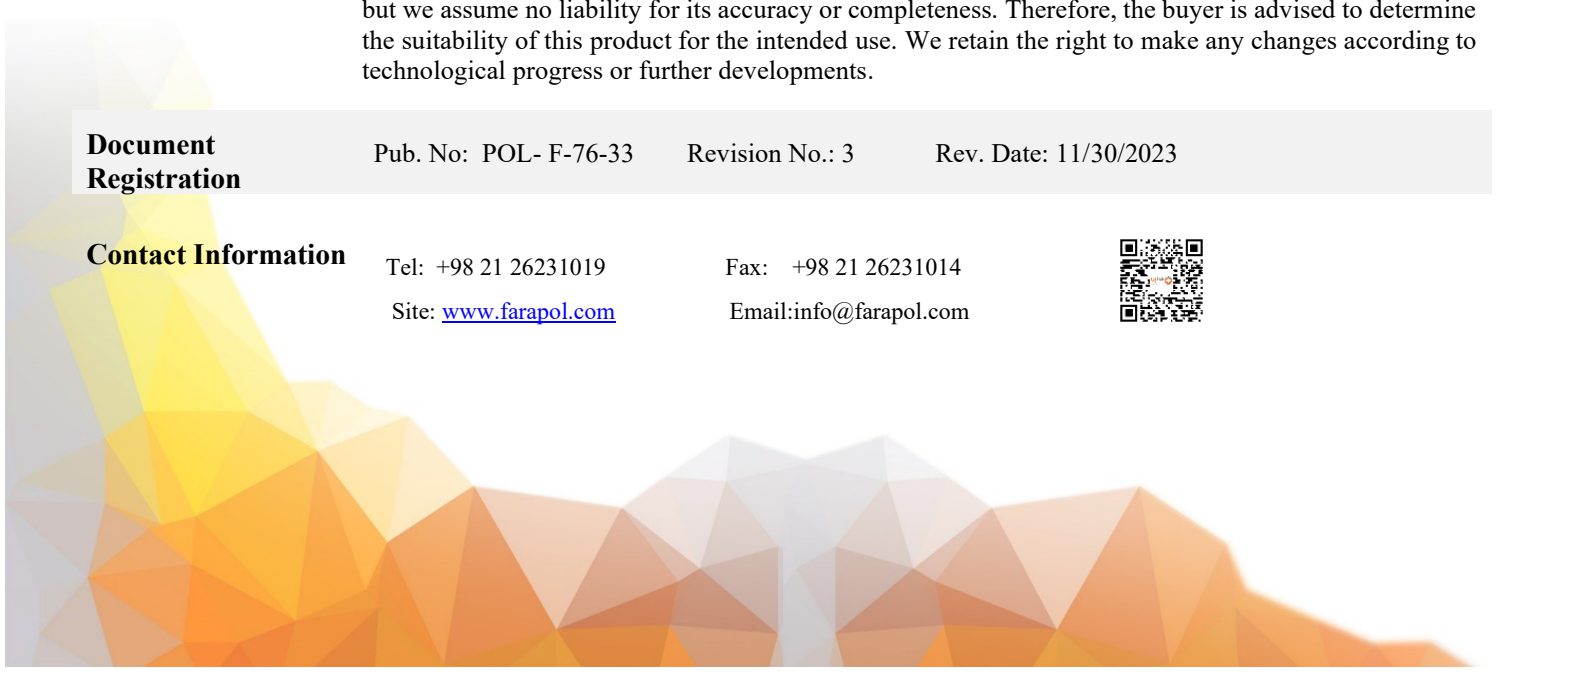 but we assume no liability for its accuracy or completeness. Therefore, the buyer is advised to determine
the suitability of this product for the intended use. We retain the right to make any changes according to
technological progress or further developments.
Document
Registration
Pub. No: POL- F-76-33 Revision No.: 3 Rev. Date: 11/30/2023
Contact Information
Tel: +98 21 26231019 Fax: +98 21 26231014
Site: www.farapol.com Email:info@farapol.com